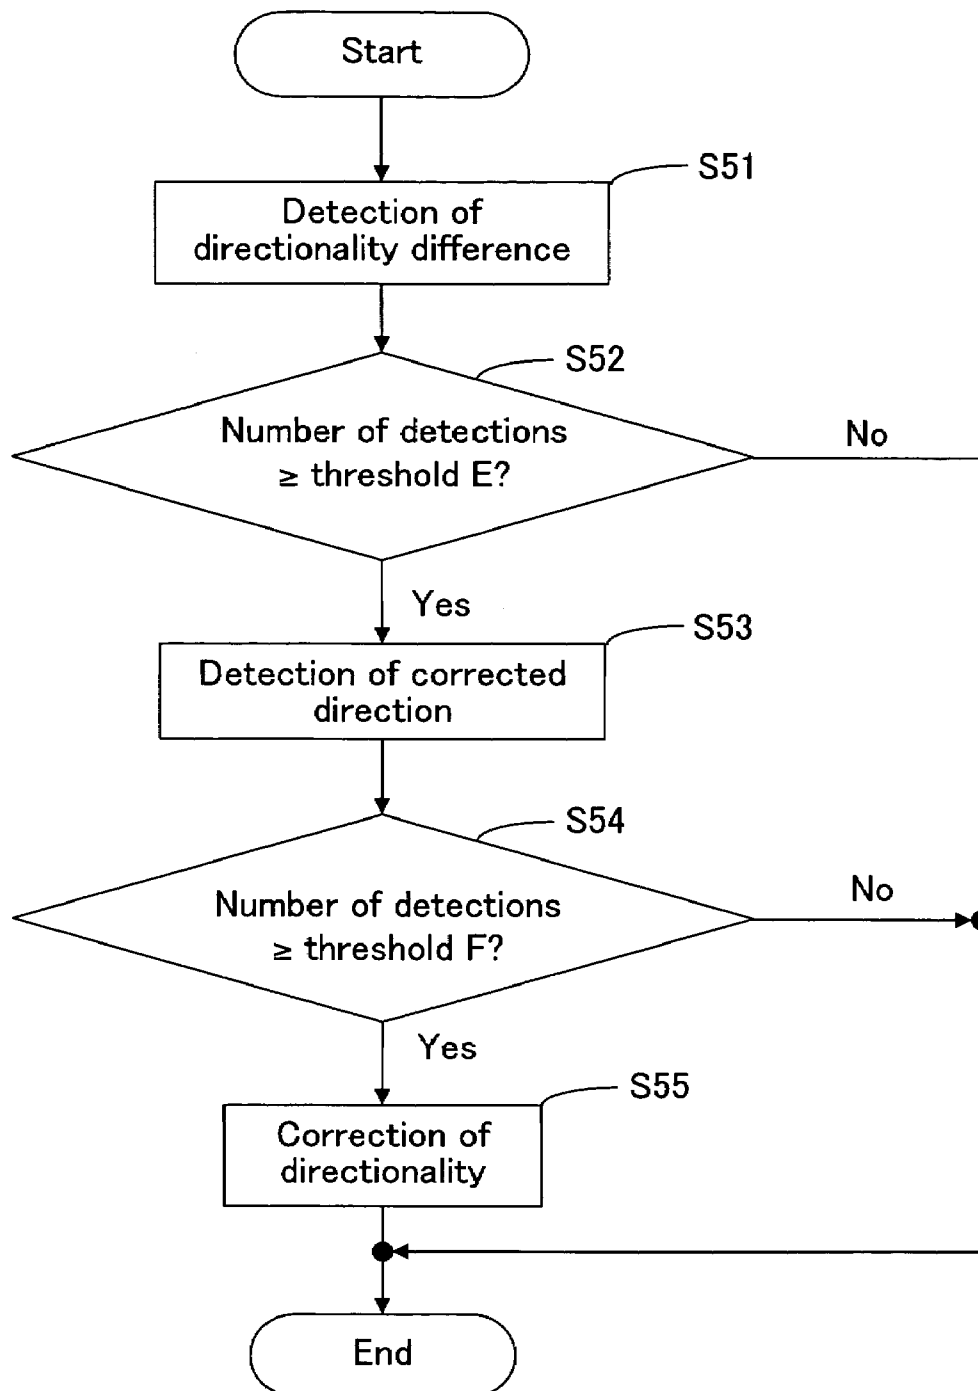 Start
S51
Detection of
directionality difference
S52
Number of detections
≥ threshold E?
No
Yes
S53
Detection of corrected
direction
S54
Number of detections
≥ threshold F?
No
Yes
S55
Correction of
directionality
End